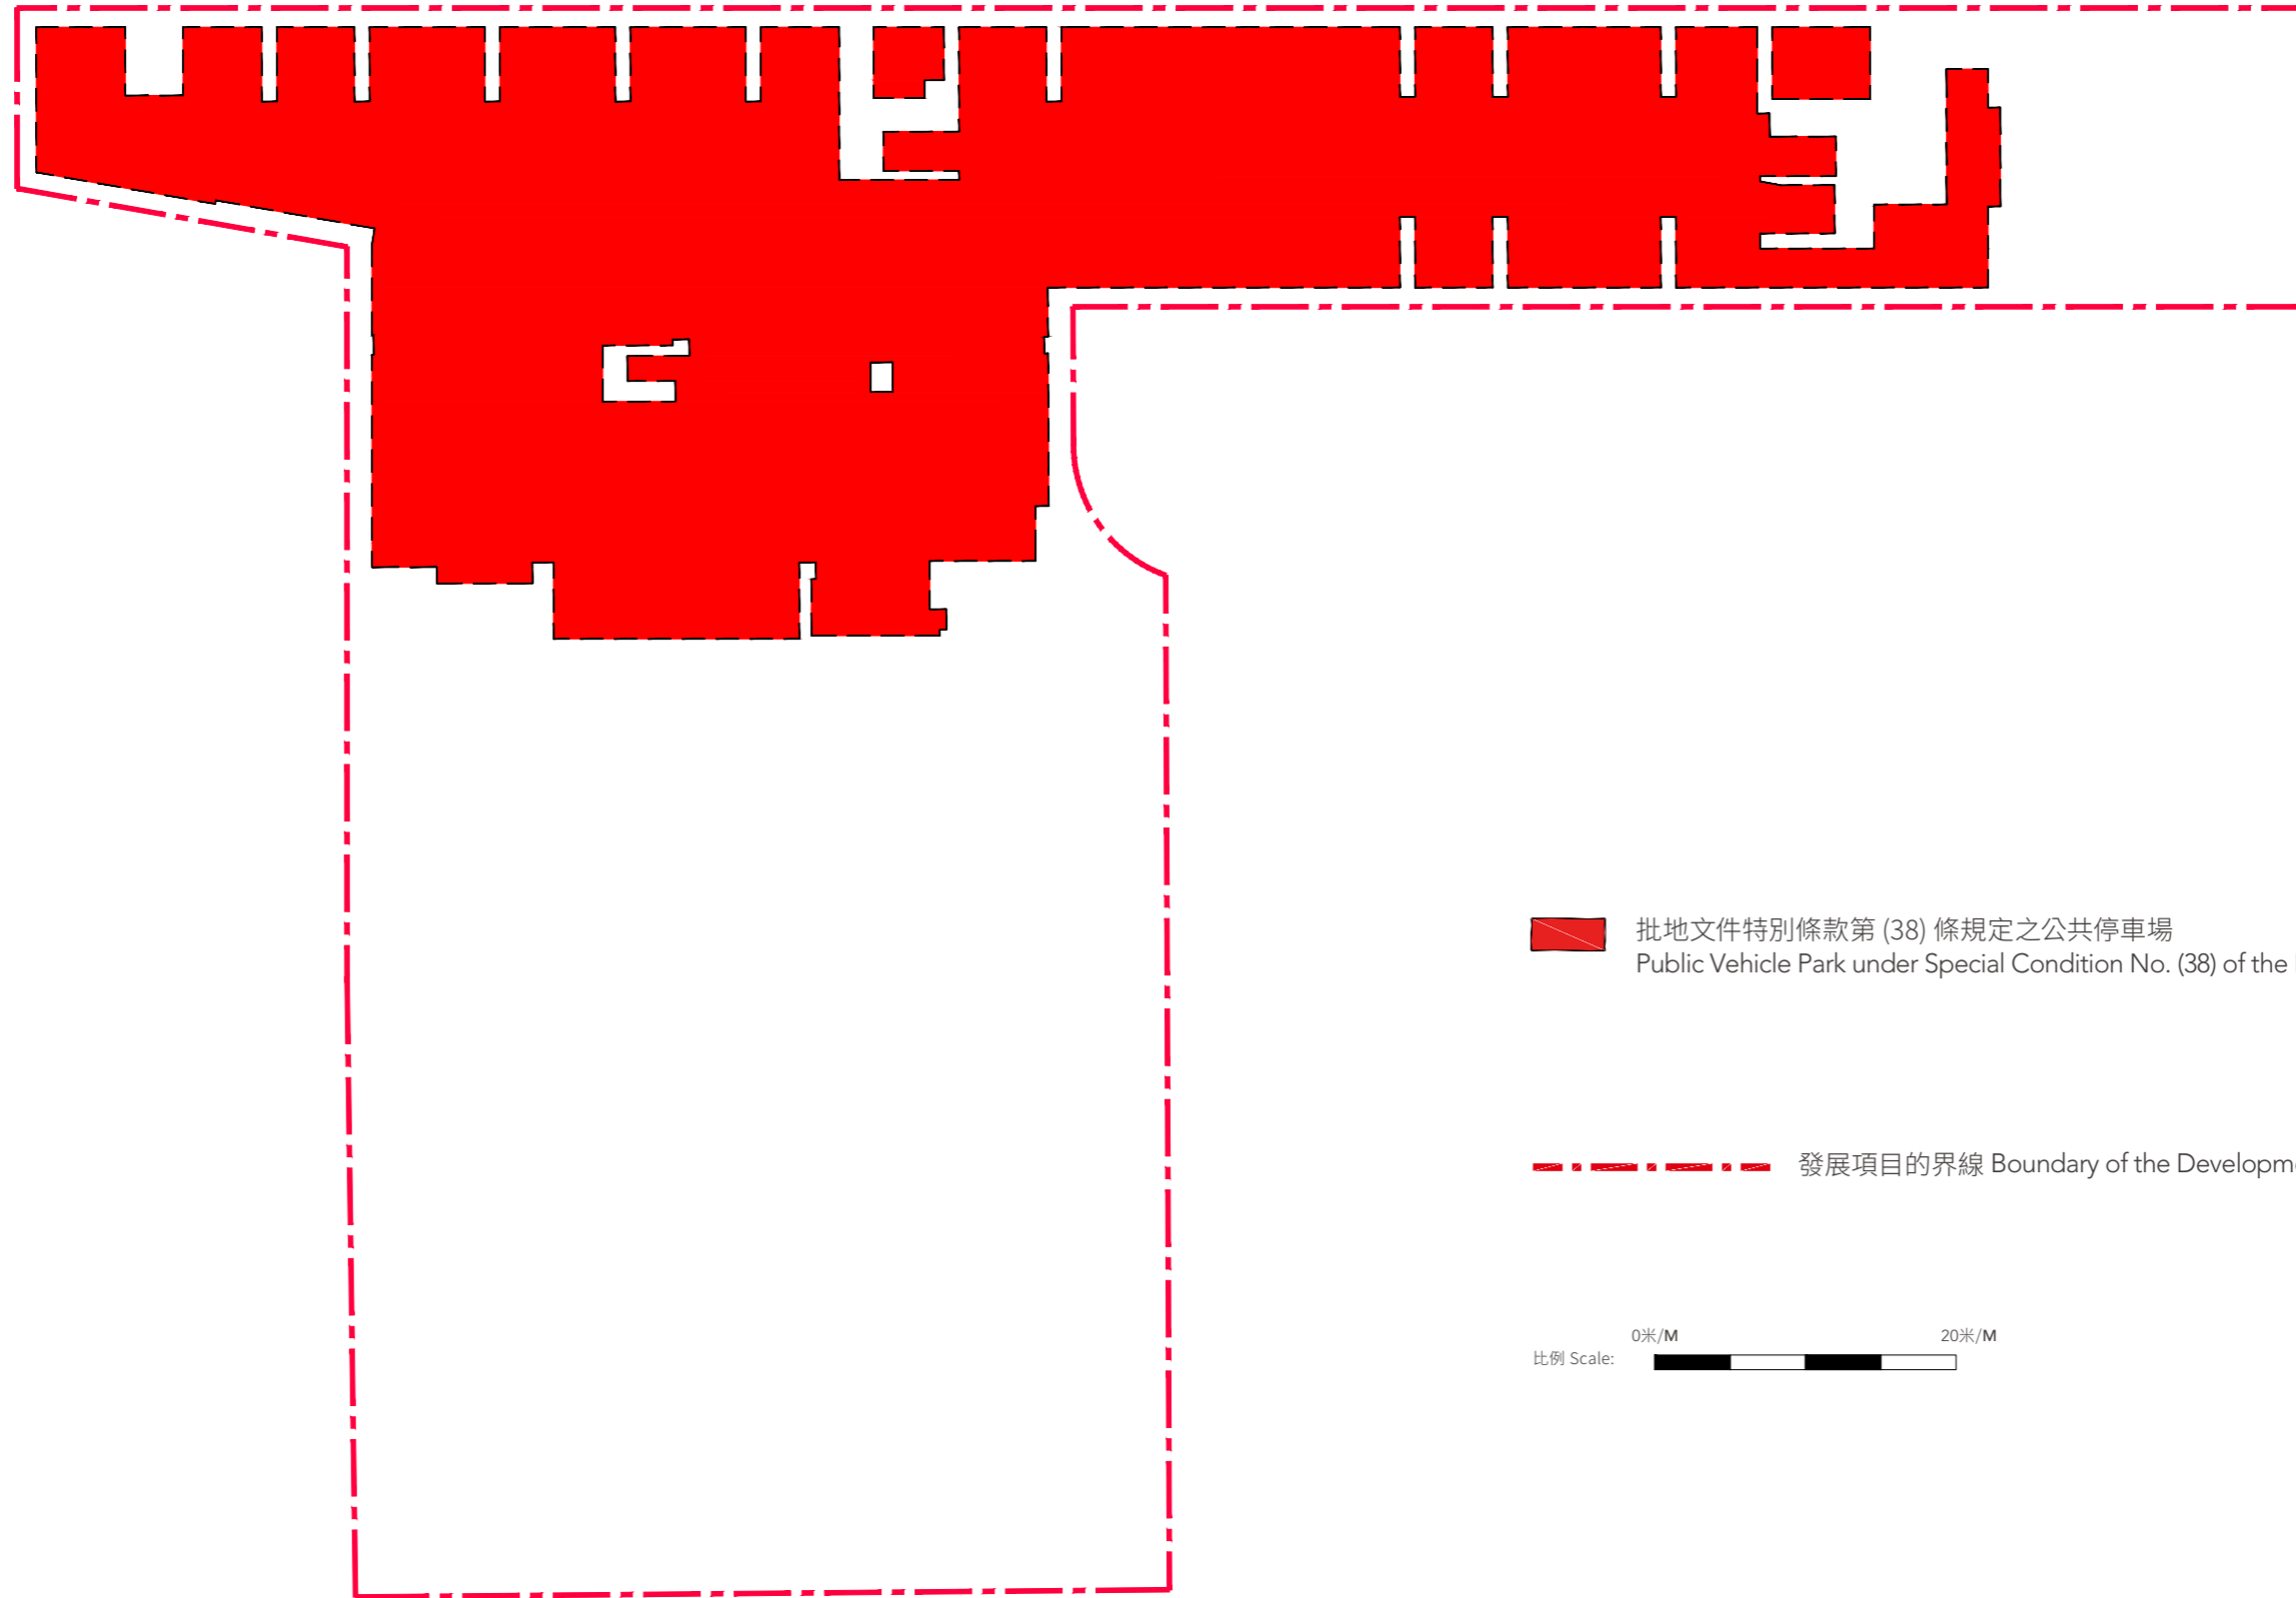 批地文件特別條款第 (38) 條規定之公共停車場
Public Vehicle Park under Special Condition No. (38) of the
發展項目的界線 Boundary of the
0米/M 20米/M
比例 Scale: